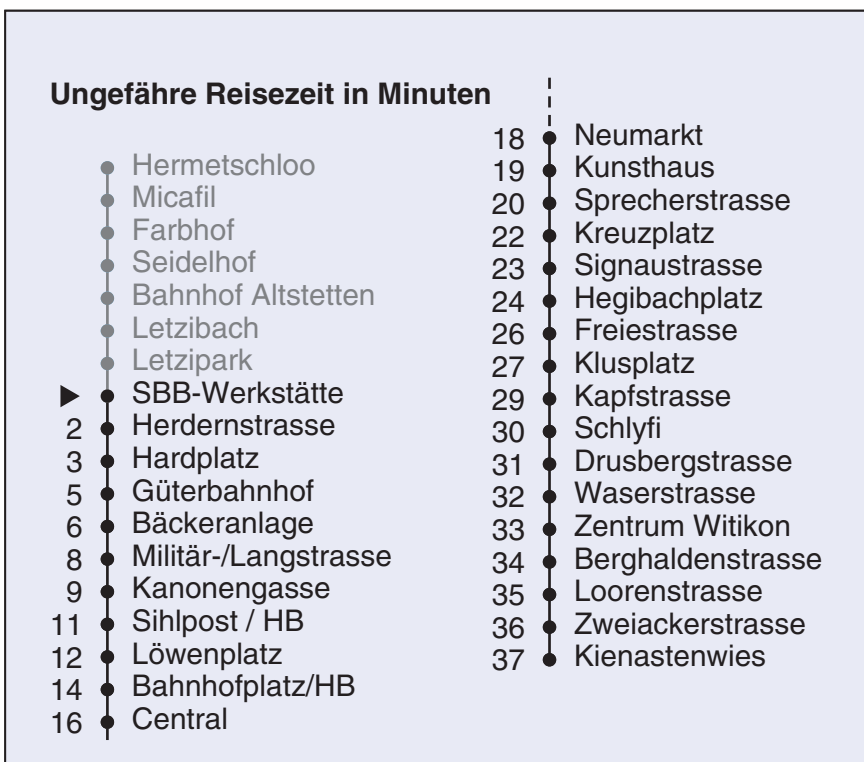 Ungefähre Reisezeit in Minuten
Hermetschloo
Micafil
Farbhof
Seidelhof
Bahnhof Altstetten
Letzibach
Letzipark
SBB-Werkstätte
2 Herdernstrasse
3 Hardplatz
5 Güterbahnhof
6 Bäckeranlage
8 Militär-/Langstrasse
9 Kanonengasse
11 Sihlpost / HB
12 Löwenplatz
14 Bahnhofplatz/HB
16 Central
18 Neumarkt
19 Kunsthaus
20 Sprecherstrasse
22 Kreuzplatz
23 Signaustrasse
24 Hegibachplatz
26 Freiestrasse
27 Klusplatz
29 Kapfstrasse
30 Schlyfi
31 Drusbergstrasse
32 Waserstrasse
33 Zentrum Witikon
34 Berghaldenstrasse
35 Loorenstrasse
36 Zweiackerstrasse
37 Kienastenwies